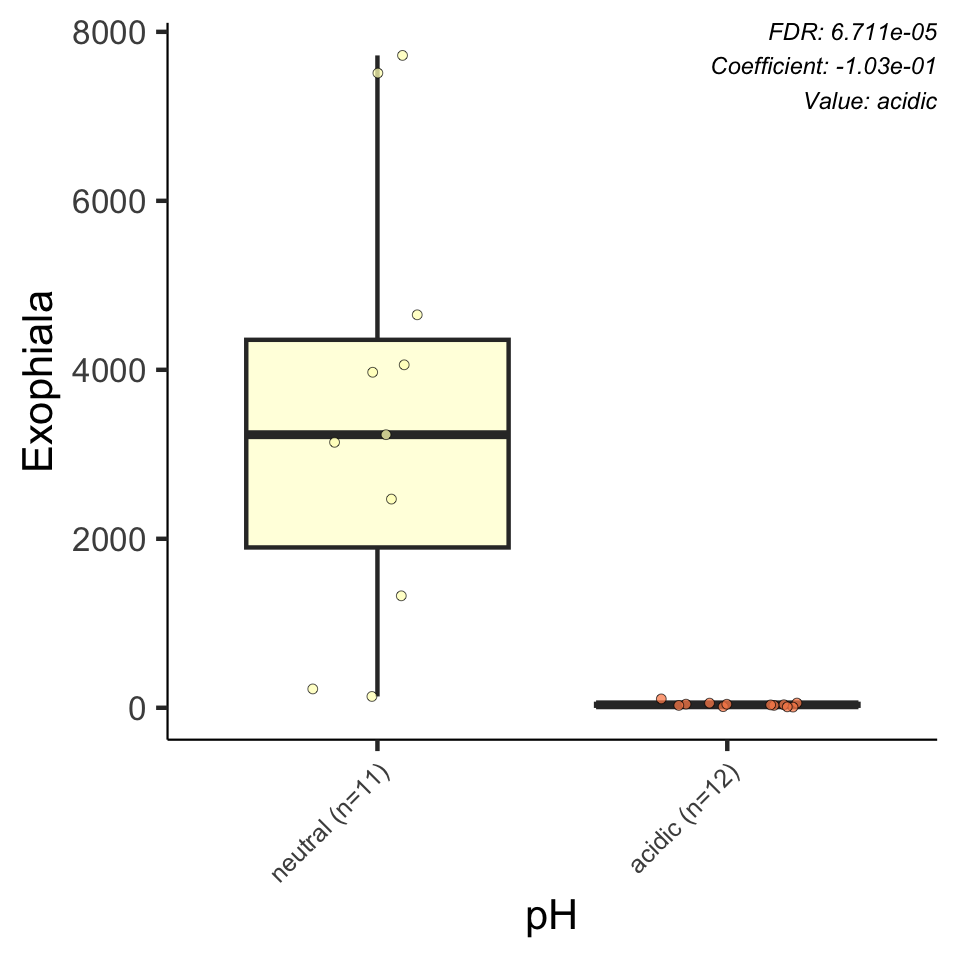 FDR: 6.711e-05
Coefficient: -1.03e-01
Value: acidic
8000
6000
4000
2000
0
Exophiala
neutral (n=11)
acidic (n=12)
pH